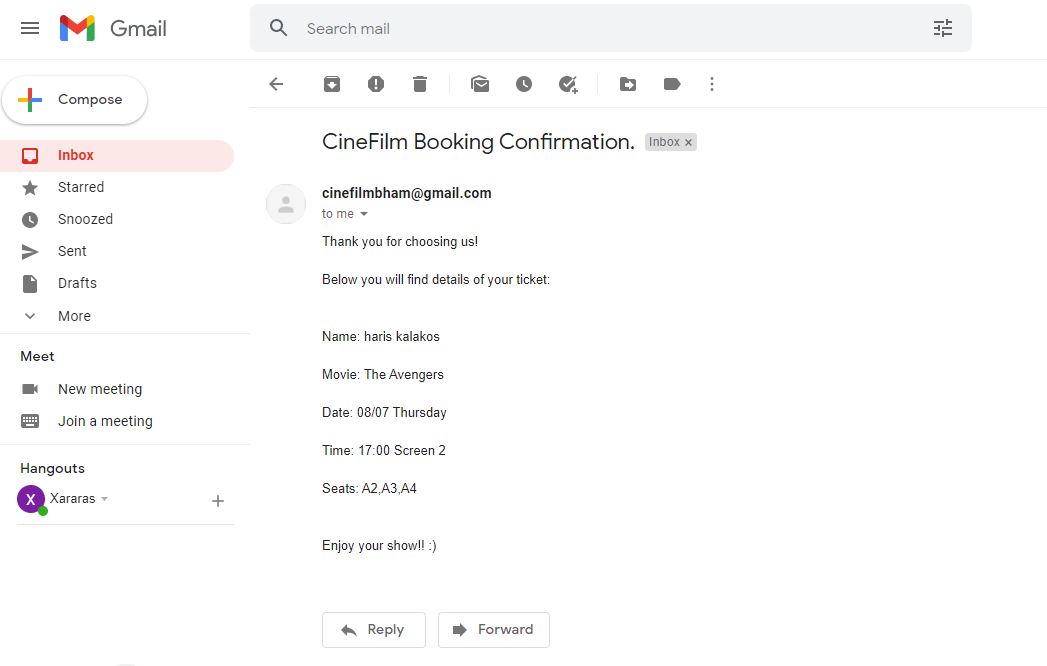 Gmail
Search mail
Compose
Inbox
Starred
Snoozed
Sent
Drafts
More
Meet
New meeting
Join a meeting
Hangouts
X Xararas
CineFilm Booking Confirmation. Inbox x
cinefilmbham@gmail.com
to me
Thank you for choosing us!
Below you will find details of your ticket:
Name: haris kalakos
Movie: The Avengers
Date: 08/07 Thursday
Time: 17:00 Screen 2
Seats: A2,A3,A4
Enjoy your show!! :)
Reply
Forward